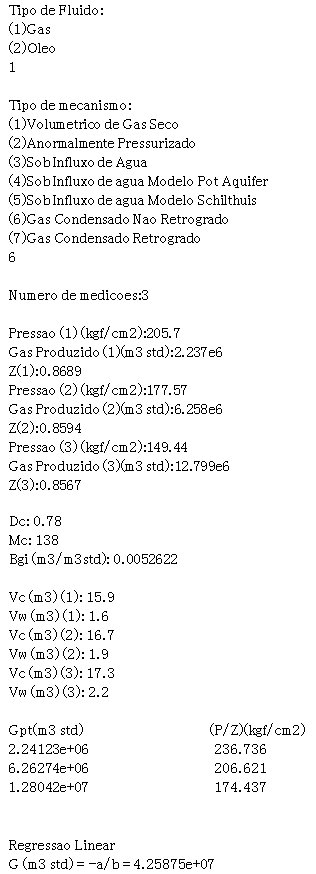 Tipo de Fluido:
(1)Gas
(2)Oleo
1
Tipo de mecanismo:
(1)Volumetrico de Gas Seco
(2)Anormalmente Pressurizado
(3)Sob Influxo de Agua
(4)Sob Influxo de agua Modelo Pot Aquifer
(5)Sob Influxo de agua Modelo Schilthuis
(6)Gas Condensado Nao Retrogrado
(7)Gas Condensado Retrogrado
6
Numero de medicoes:3
Pressao (1)(kgf/cm2):205.7
Gas Produzido (1)(m3 std):2.237e6
Z(1):0.8689
Pressao (2)(kgf/cm2):177.57
Gas Produzido (2)(m3 std):6.258e6
Z(2):0.8594
Pressao (3)(kgf/cm2):149.44
Gas Produzido (3)(m3 std):12.799e6
Z(3):0.8567
Dc: 0.78
Mc: 138
Bgi (m3/m3std): 0.0052622
Vc (m3)(1): 15.9
Vw (m3)(1): 1.6
Vc (m3)(2): 16.7
Vw (m3)(2): 1.9
Vc (m3)(3): 17.3
Vw (m3)(3): 2.2
Gpt(m3 std) (P/Z)(kgf/cm2)
2.24123e+06 236.736
6.26274e+06 206.621
1.28042e+07 174.437
Regressao Linear
G (m3 std) = -a/b = 4.25875e+07